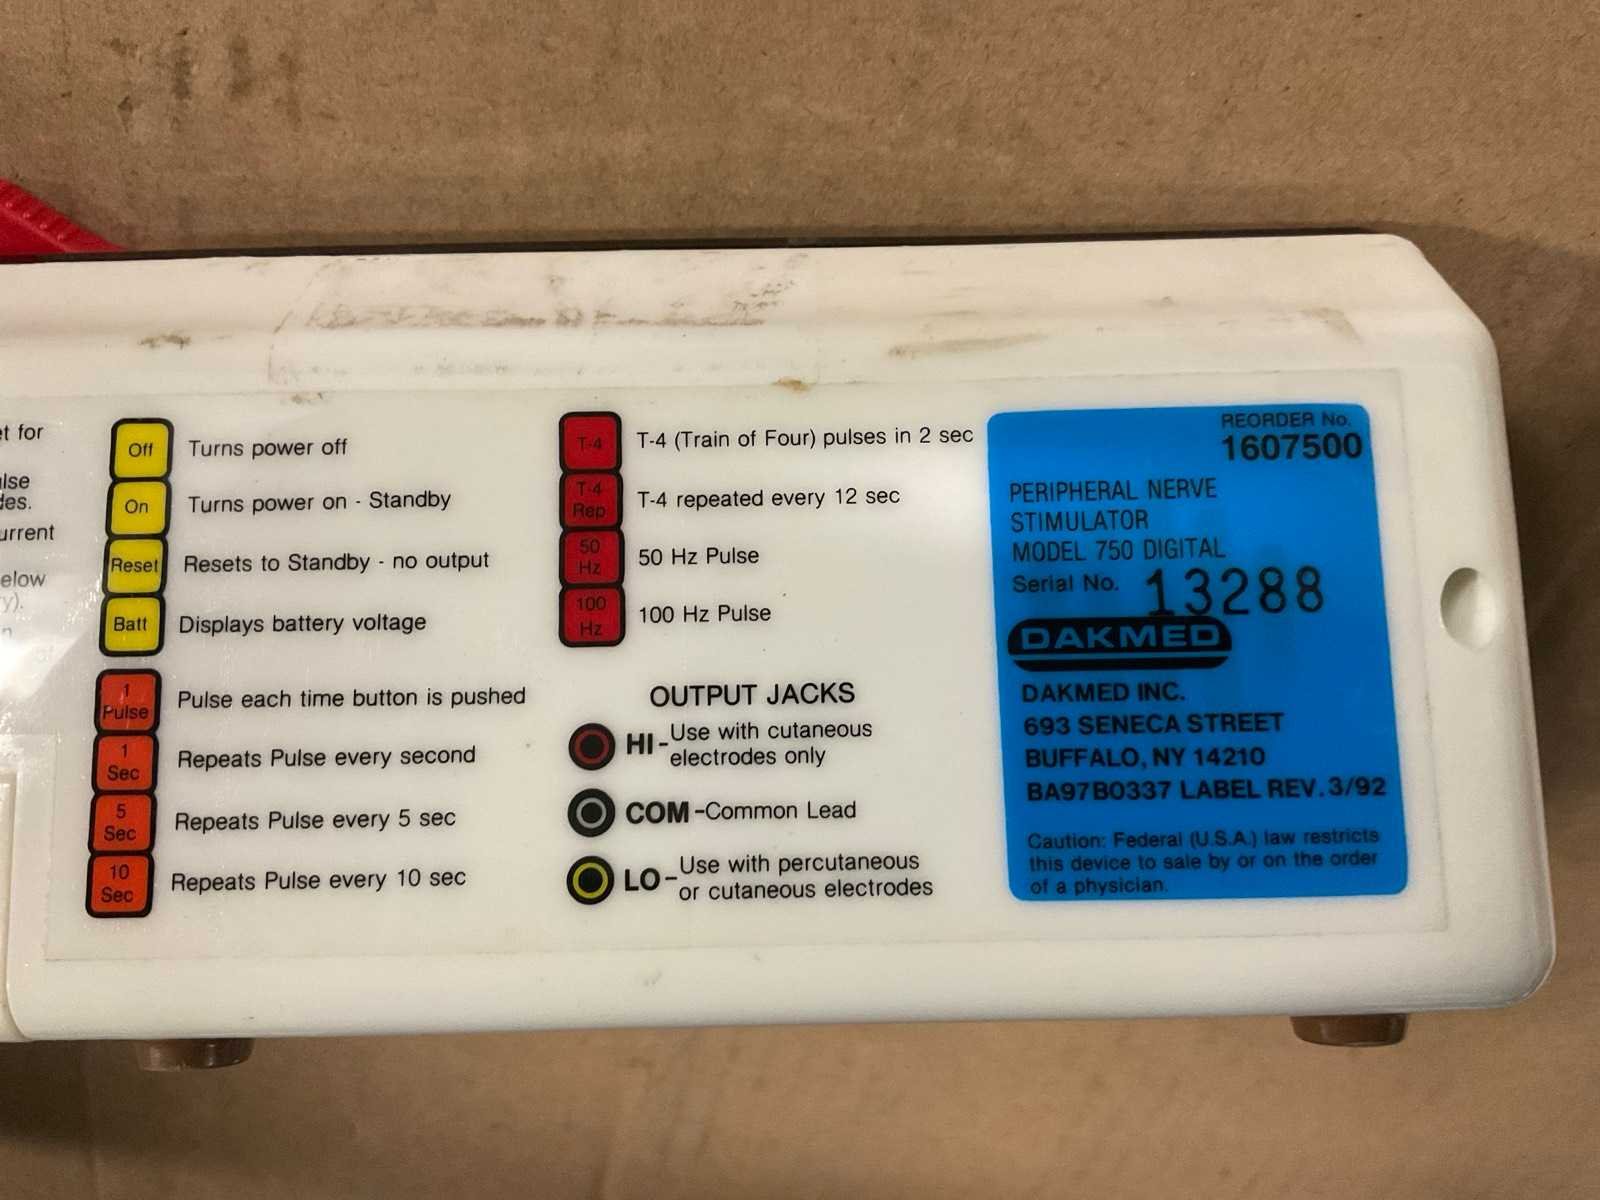 et for
des.
urrent
elow
Off
Turns power off
On
Turns power on - Standby
Reset
Resets to Standby - no output
Batt
Displays battery voltage
1
Pulse
Pulse each time button is pushed
1
Sec
Repeats Pulse every second
5
Sec
Repeats Pulse every 5 sec
10
Sec
Repeats Pulse every 10 sec
T-4
T-4 (Train of Four) pulses in 2 sec
T-4
Rep
T-4 repeated every 12 sec
50
Hz
50 Hz Pulse
100
Hz
100 Hz Pulse
OUTPUT JACKS
HI - Use with cutaneous
electrodes only
COM - Common Lead
LO - Use with percutaneous
or cutaneous electrodes
REORDER No.
1607500
PERIPHERAL NERVE
STIMULATOR
MODEL 750 DIGITAL
Serial No. 13288
DAKMED
DAKMED INC.
693 SENECA STREET
BUFFALO, NY 14210
BA97B0337 LABEL REV. 3/92
Caution: Federal (U.S.A.) law restricts
this device to sale by or on the order
of a physician.